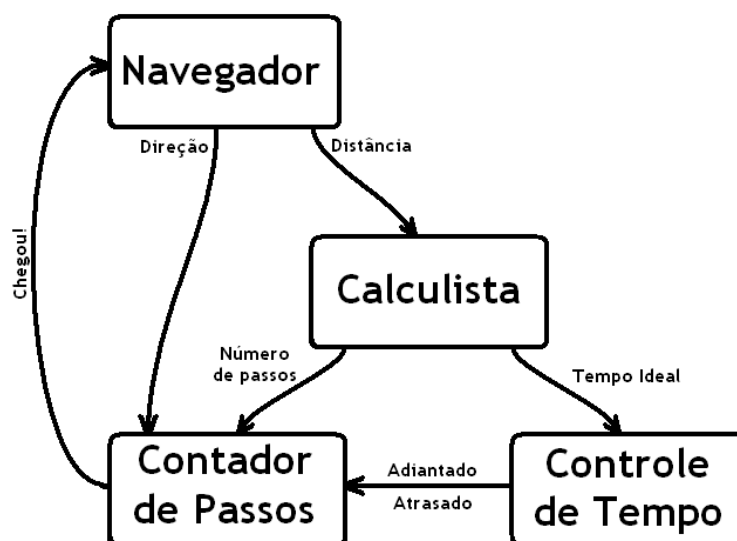 Navegador
Direção
Distância
Chegou!
Calculista
Número
de passos
Tempo Ideal
Contador
de Passos
Adiantado
Atrasado
Controle
de Tempo